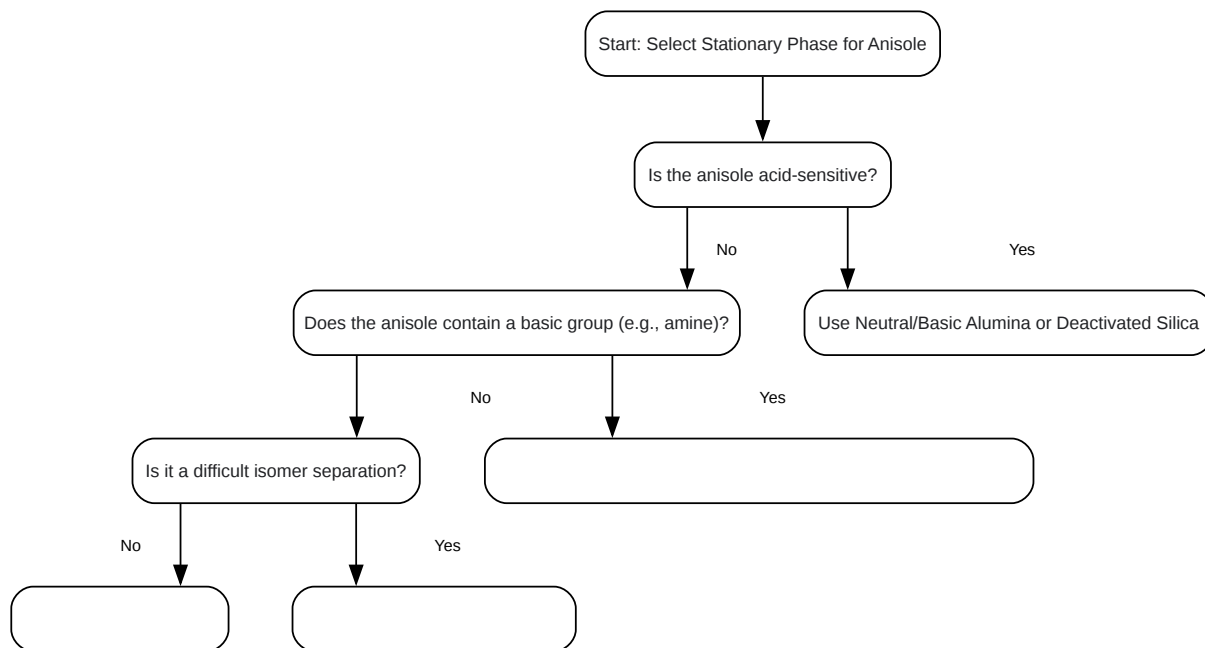 Start: Select Stationary Phase for Anisole
Is the anisole acid-sensitive?
No
Yes
Does the anisole contain a basic group (e.g., amine)?
Use Neutral/Basic Alumina or Deactivated Silica
No
Yes
Is it a difficult isomer separation?
No
Yes